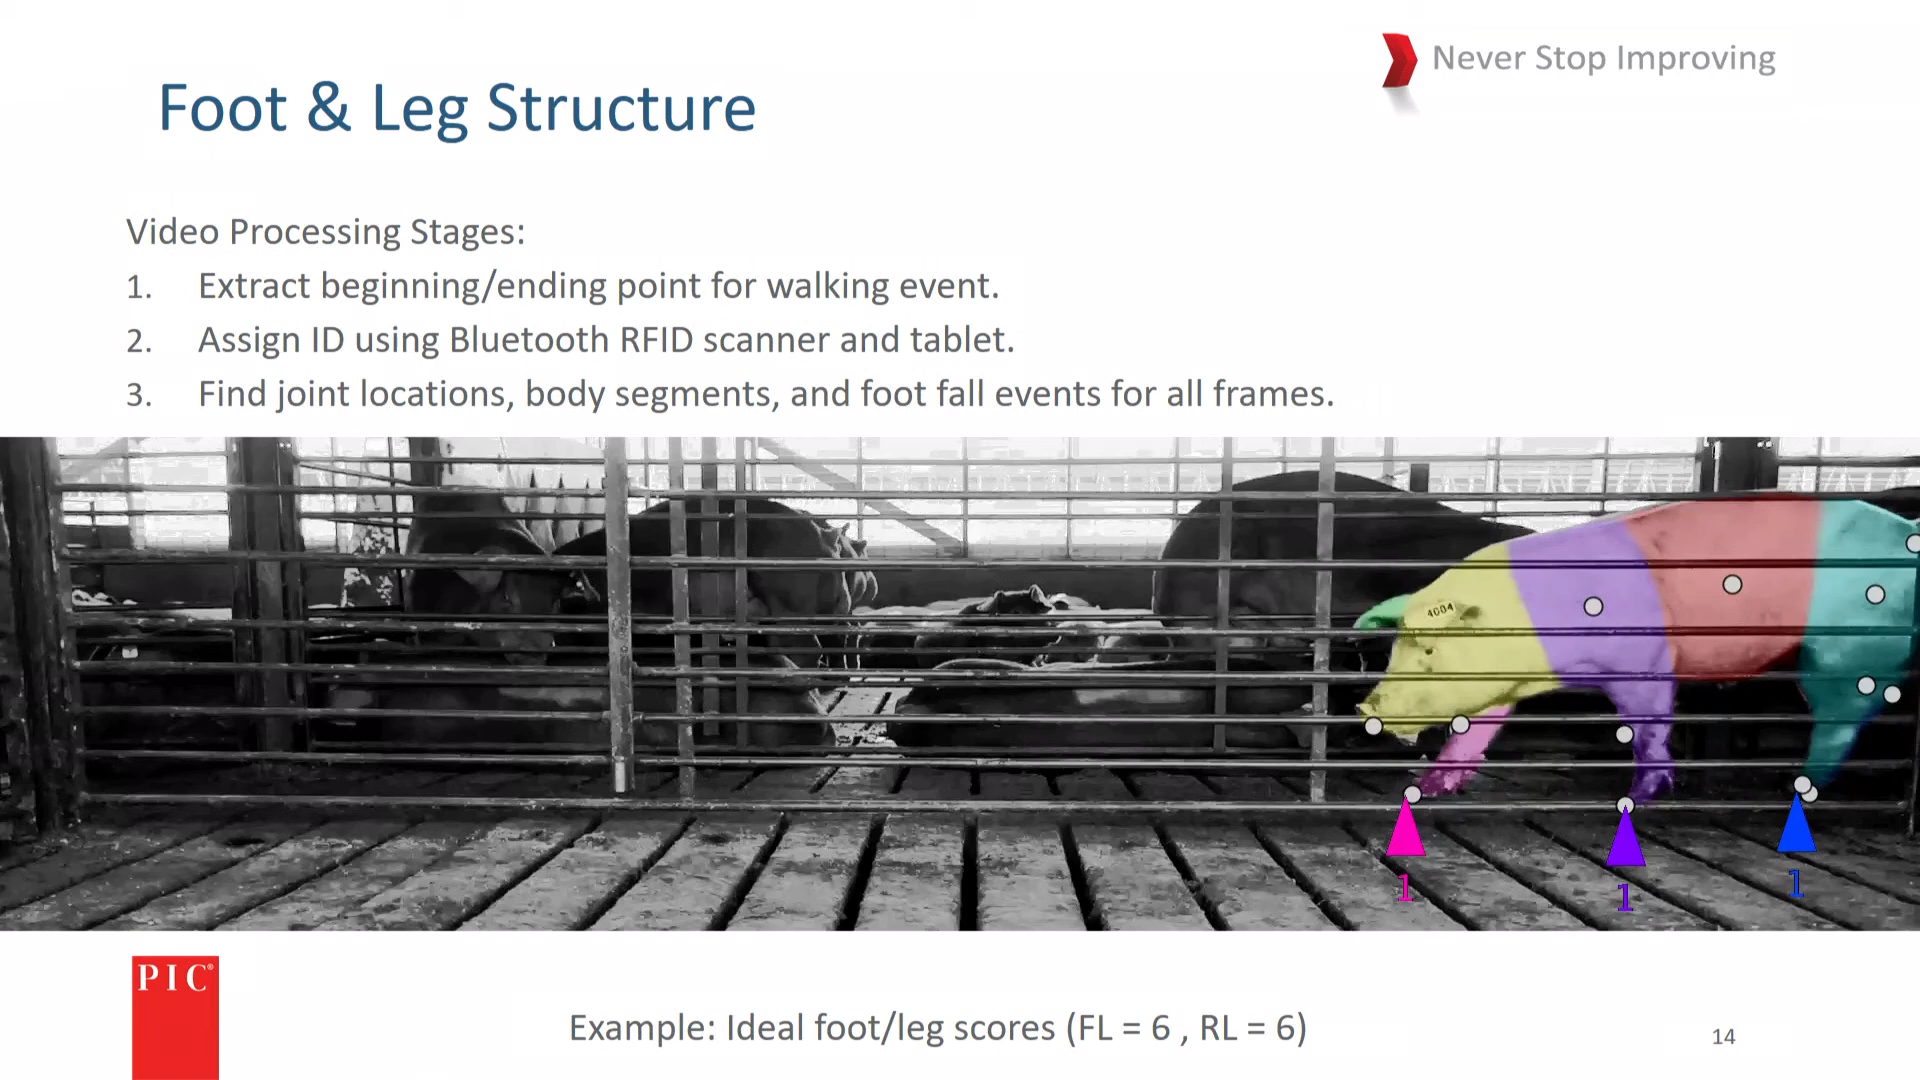 Never Stop Improving
Foot & Leg Structure
Video Processing Stages:
1. Extract beginning/ending point for walking event.
2. Assign ID using Bluetooth RFID scanner and tablet.
3. Find joint locations, body segments, and foot fall events for all frames.
4004
1
1
1
PIC®
Example: Ideal foot/leg scores (FL = 6 , RL = 6)
14